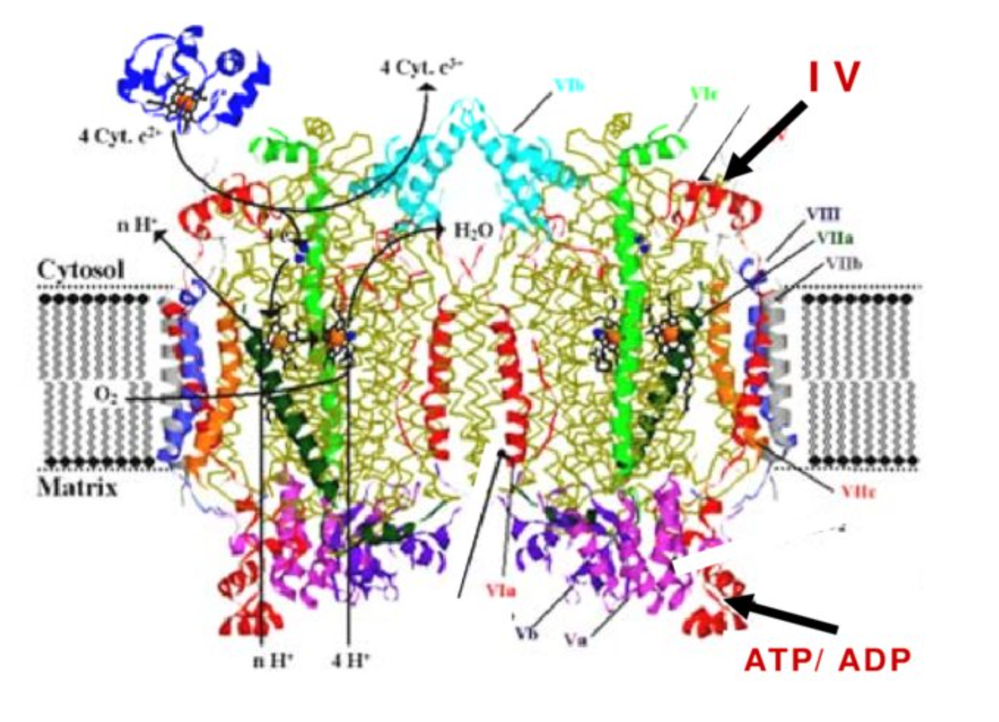 4 Cyt. c³⁺
I V
VIb
VIc
4 Cyt. c²⁺
VIII
n H⁺
H₂O
VIIa
4 e⁻
VIIb
Cytosol
O₂
Matrix
VIIc
VIa
Vb
Va
n H⁺
4 H⁺
ATP/ ADP